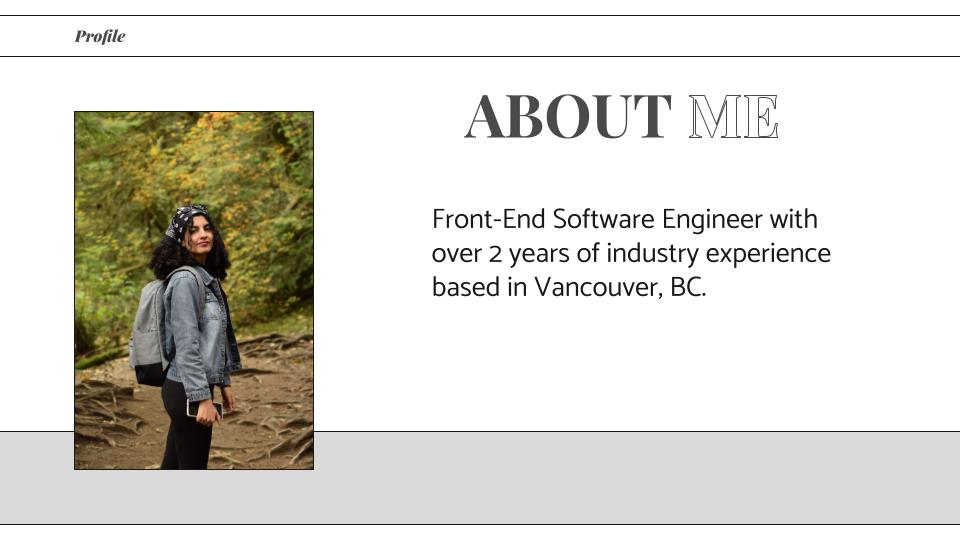 Profile
ABOUT ME
Front-End Software Engineer with
over 2 years of industry experience
based in Vancouver, BC.